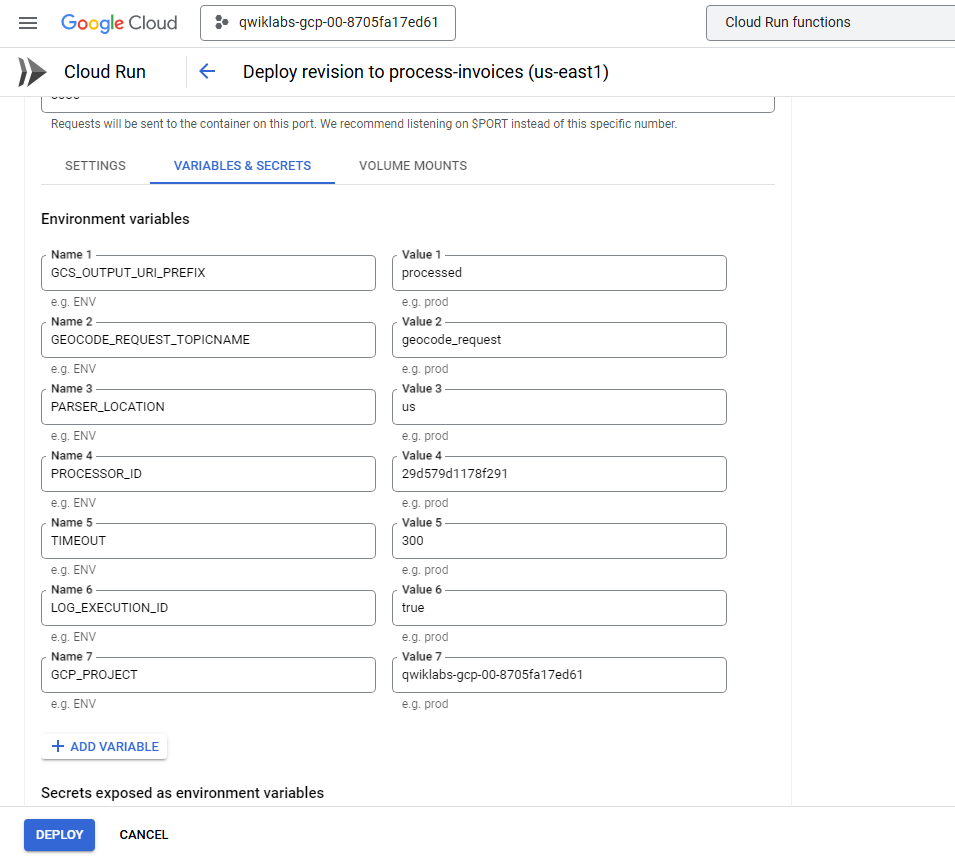 Google Cloud
qwiklabs-gcp-00-8705fa17ed61
Cloud Run functions
Cloud Run
Deploy revision to process-invoices (us-east1)
Requests will be sent to the container on this port. We recommend listening on $PORT instead of this specific number.
SETTINGS
VARIABLES & SECRETS
VOLUME MOUNTS
Environment variables
Name 1
Value 1
GCS_OUTPUT_URI_PREFIX
processed
e.g. ENV
e.g. prod
Name 2
Value 2
GEOCODE_REQUEST_TOPICNAME
geocode_request
e.g. ENV
e.g. prod
Name 3
Value 3
PARSER_LOCATION
us
e.g. ENV
e.g. prod
Name 4
Value 4
PROCESSOR_ID
29d579d1178f291
e.g. ENV
e.g. prod
Name 5
Value 5
TIMEOUT
300
e.g. ENV
e.g. prod
Name 6
Value 6
LOG_EXECUTION_ID
true
e.g. ENV
e.g. prod
Name 7
Value 7
GCP_PROJECT
qwiklabs-gcp-00-8705fa17ed61
e.g. ENV
e.g. prod
ADD VARIABLE
Secrets exposed as environment variables
DEPLOY
CANCEL